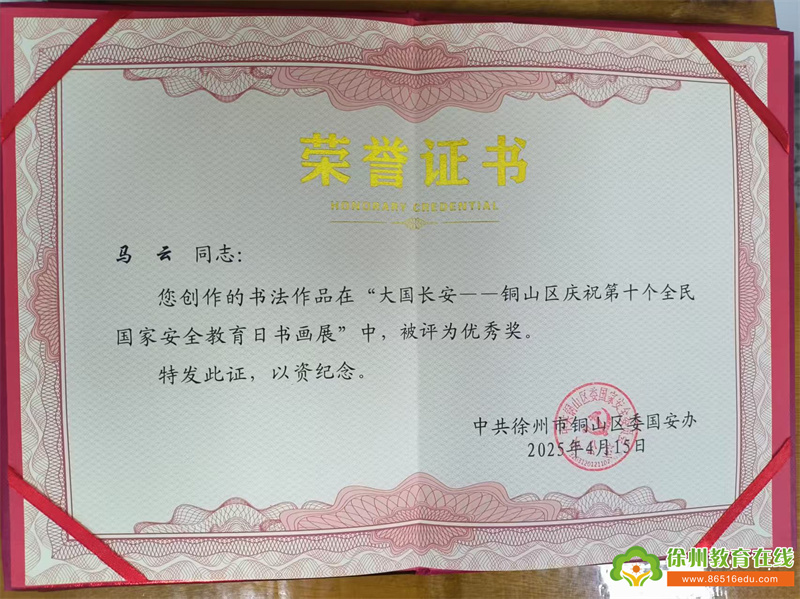 荣誉证书
HONORARY CREDENTIAL
马 云 同志：
您创作的书法作品在“大国长安——铜山区庆祝第十个全民
国家安全教育日书画展”中，被评为优秀奖。
特发此证，以资纪念。
中共徐州市铜山区委国安办
2025年4月15日
徐州教育在线
www.86516edu.com